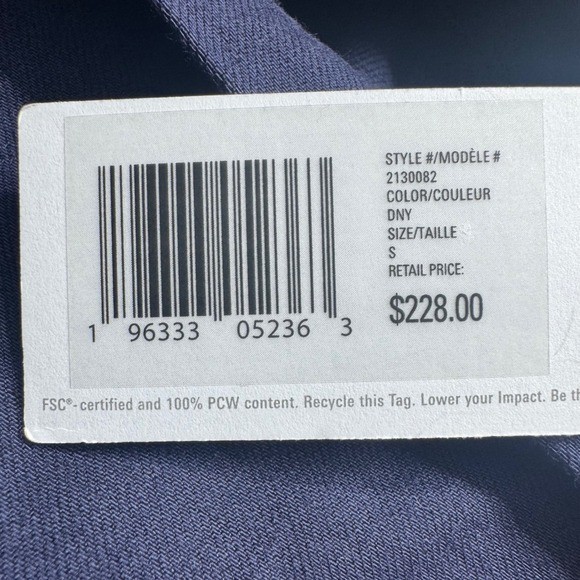 STYLE #/MODÈLE #
2130082
COLOR/COULEUR
DNY
SIZE/TAILLE
S
RETAIL PRICE:
$228.00
1 96333 05236 3
FSC®-certified and 100% PCW content. Recycle this Tag. Lower your Impact. Be